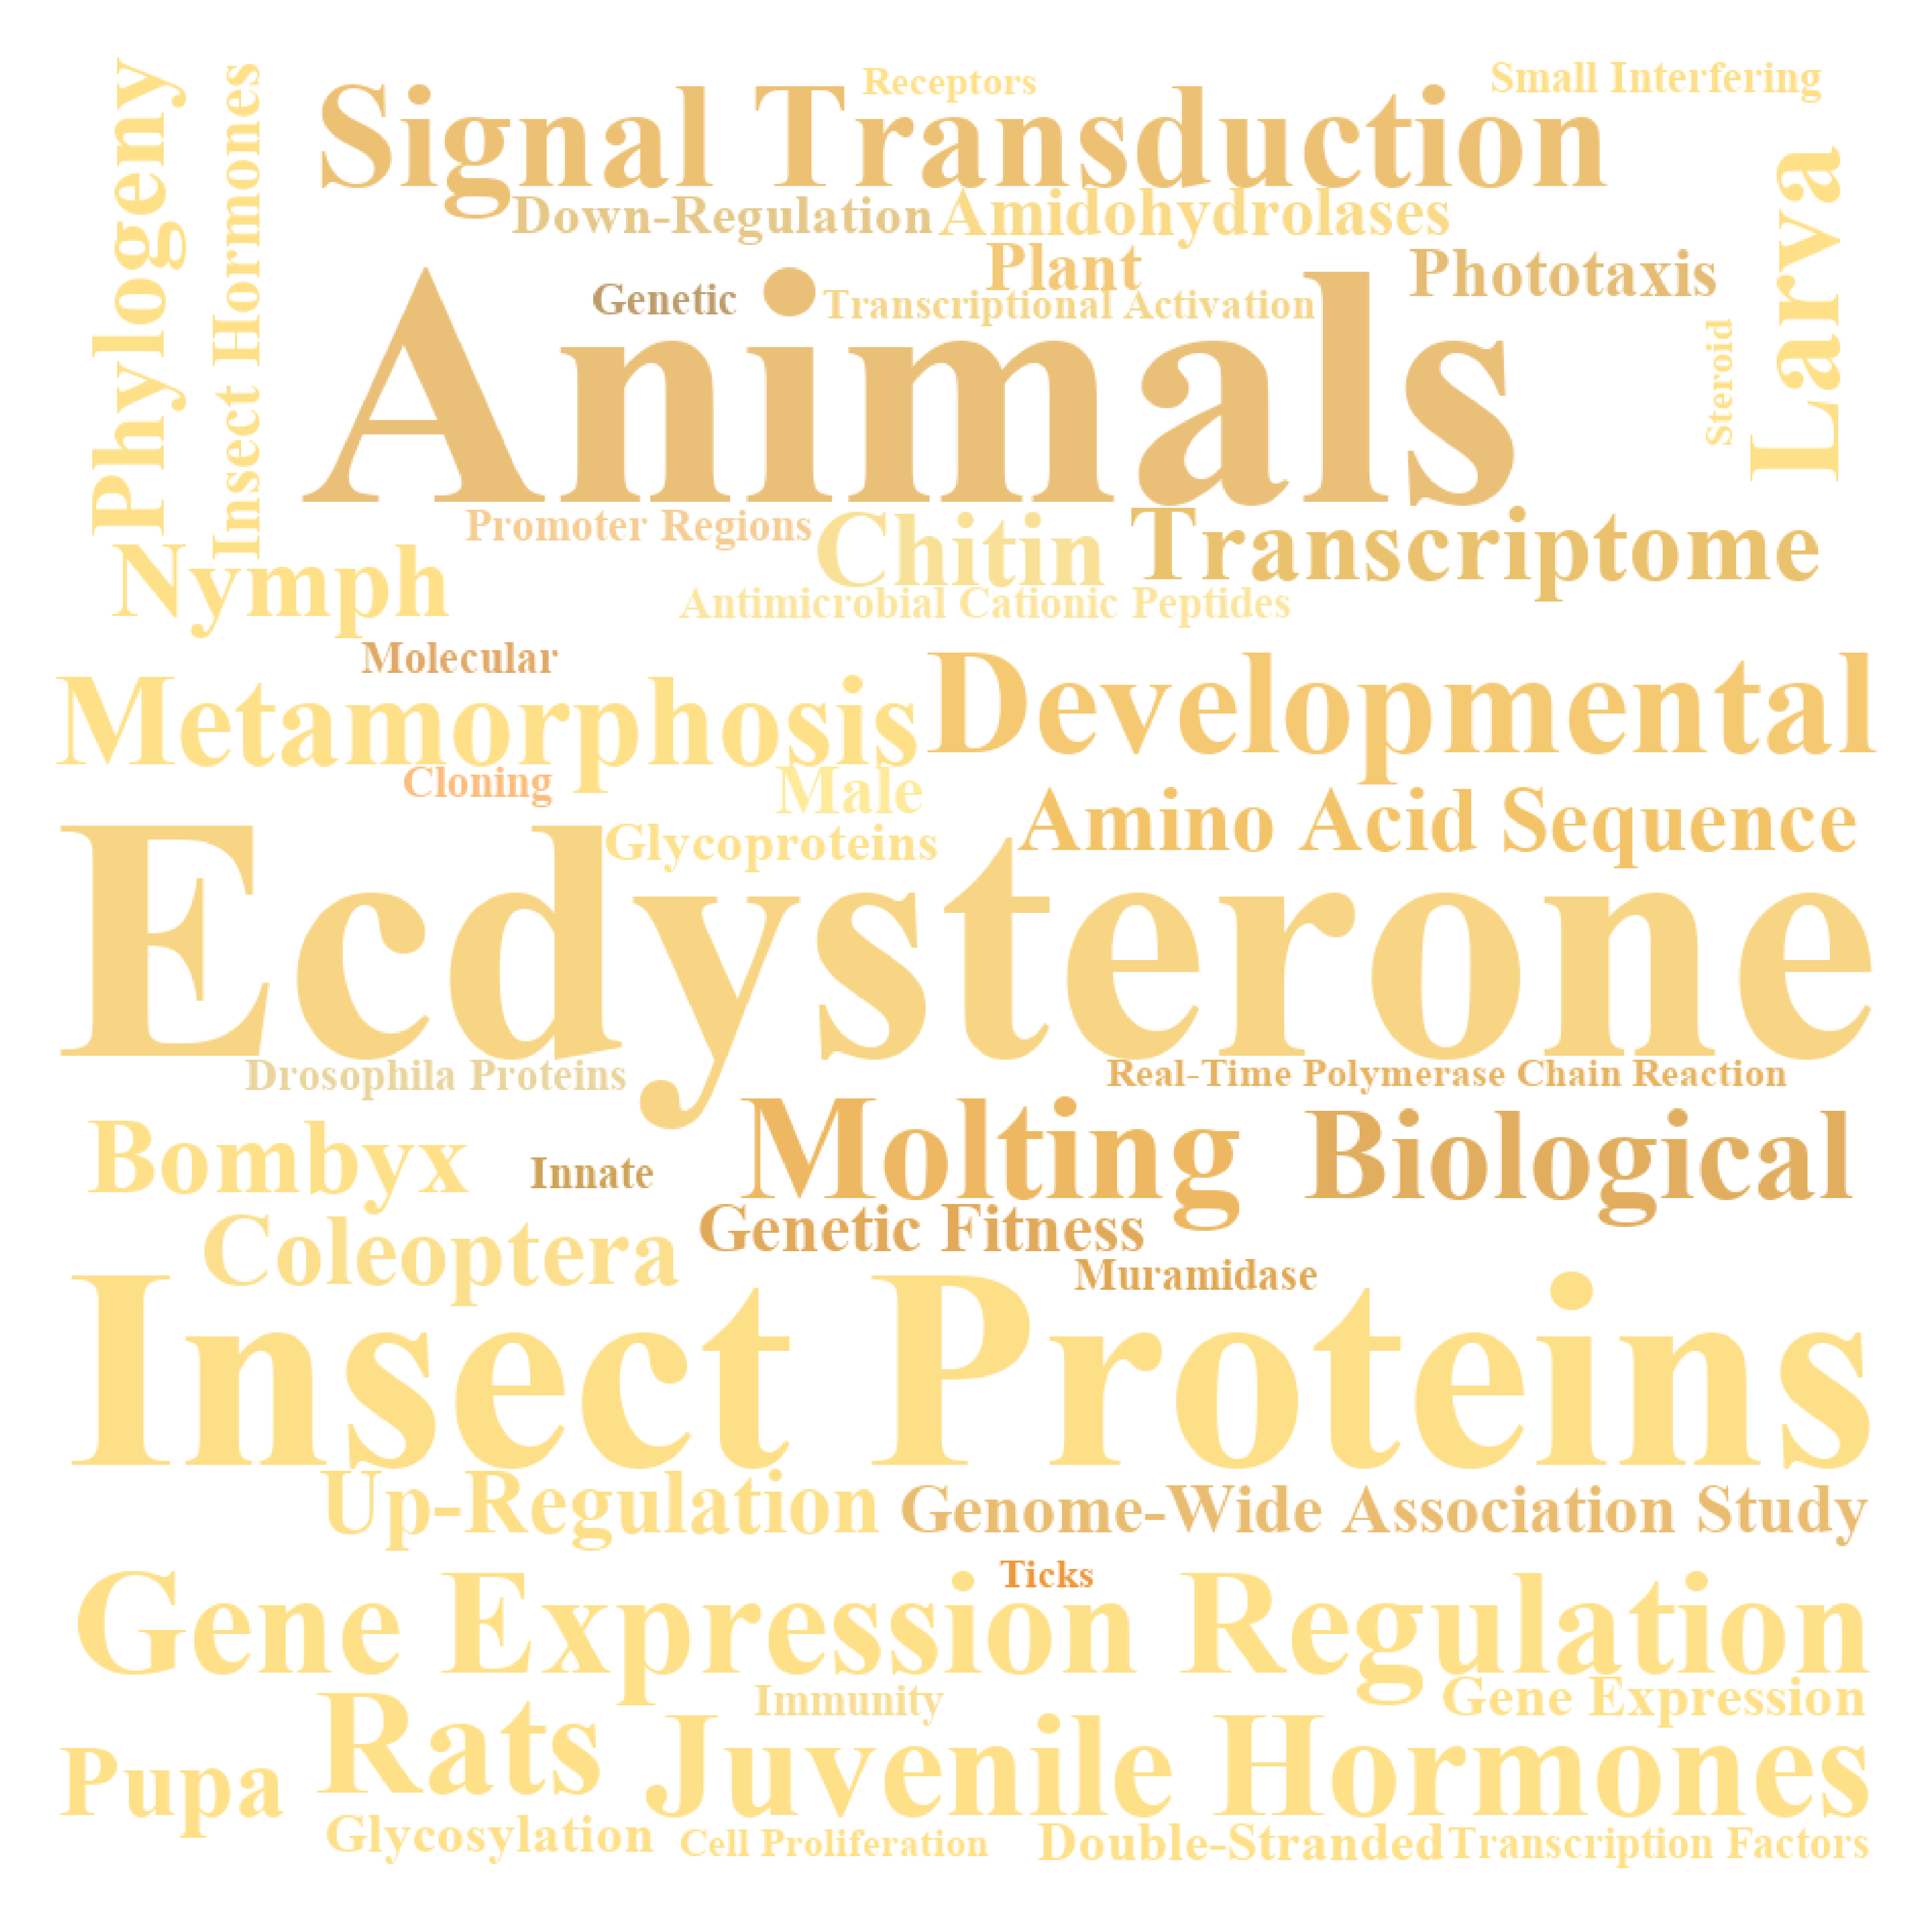 Receptors
Small Interfering
Signal Transduction
Phylogeny
Insect Hormones
Larva
Down-Regulation
Amidohydrolases
Plant
Phototaxis
Genetic
Transcriptional Activation
Steroid
Animals
Promoter Regions
Chitin
Transcriptome
Nymph
Antimicrobial Cationic Peptides
Molecular
Metamorphosis
Developmental
Cloning
Male
Amino Acid Sequence
Glycoproteins
Ecdysterone
Drosophila Proteins
Real-Time Polymerase Chain Reaction
Bombyx
Innate
Molting
Biological
Coleoptera
Genetic Fitness
Muramidase
Insect Proteins
Up-Regulation
Genome-Wide Association Study
Ticks
Gene Expression Regulation
Rats
Immunity
Gene Expression
Pupa
Juvenile Hormones
Glycosylation
Cell Proliferation
Double-Stranded
Transcription Factors